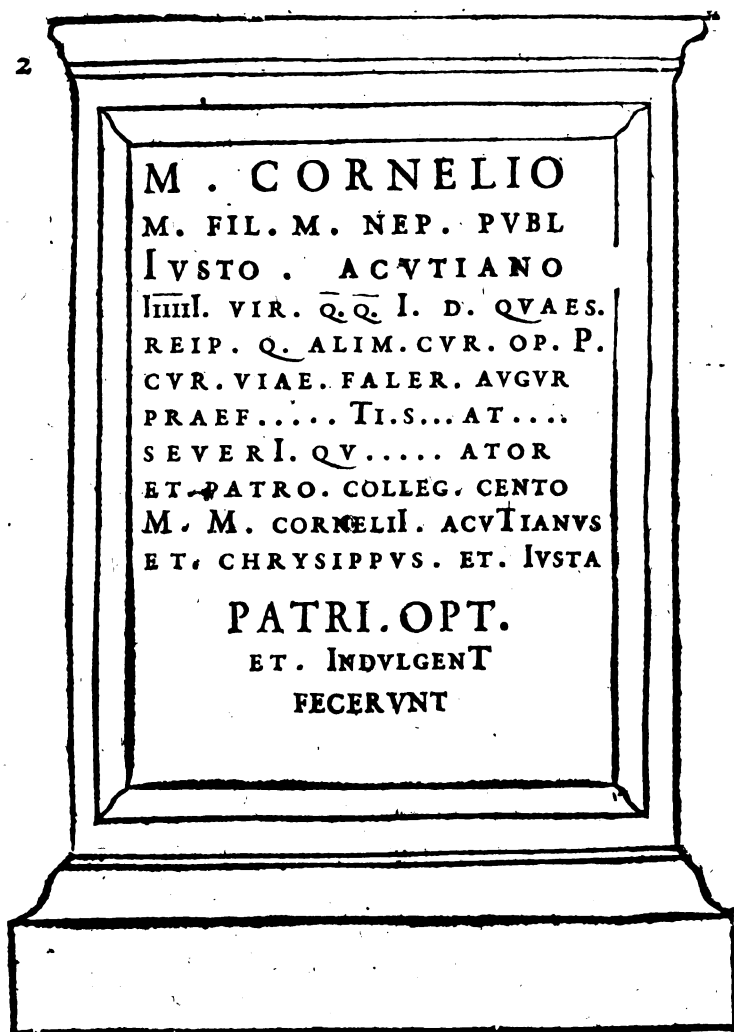 2
M . CORNELIO
M. FIL. M. NEP. PVBL
IVSTO . ACVTIANO
IIIIII. VIR. Q̅. Q̅. I. D. QVAES.
REIP. Q. ALIM. CVR. OP. P.
CVR. VIAE. FALER. AVGVR
PRAEF..... TI.S...AT....
SEVERI. QV..... ATOR
ET. PATRO. COLLEG. CENTO
M. M. CORNELII. ACVTIANVS
ET. CHRYSIPPVS. ET. IVSTA
PATRI. OPT.
ET. INDVLGENT
FECERVNT